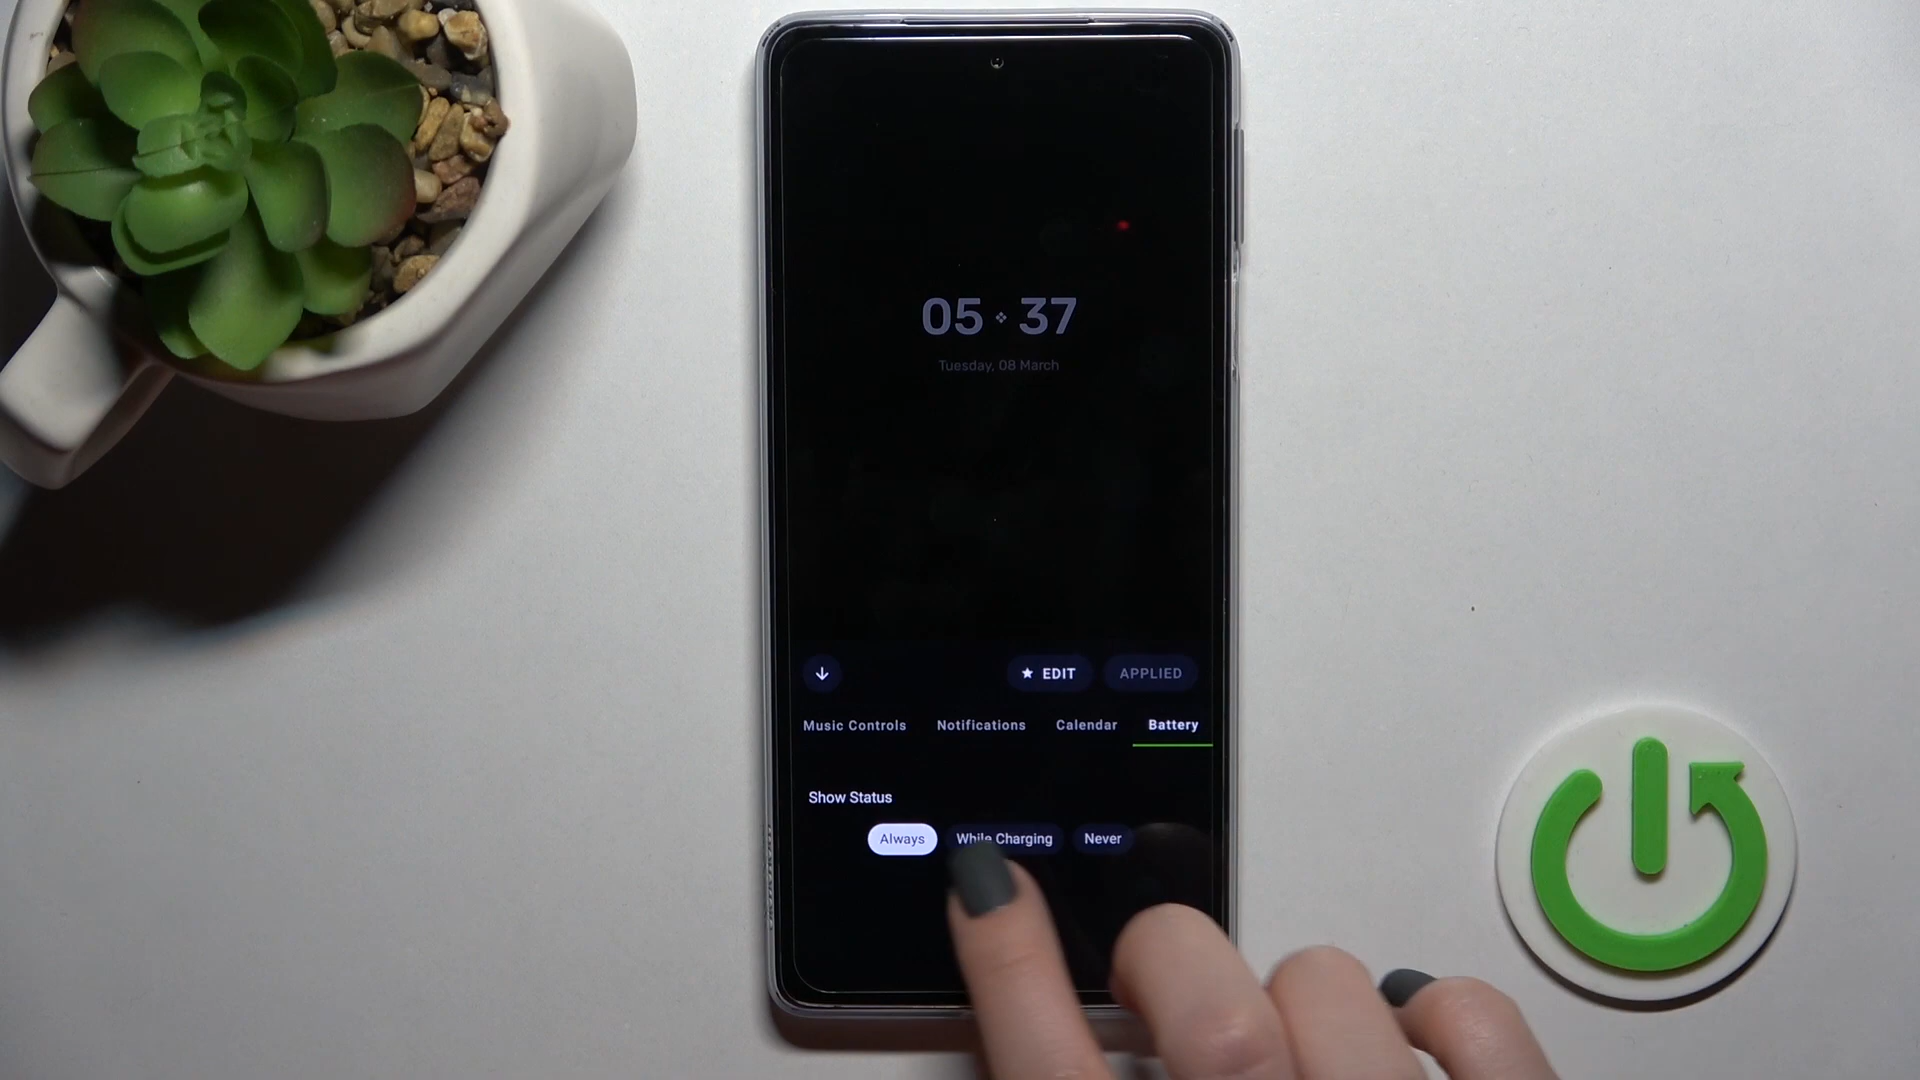 05 37
Tuesday, 08 March
EDIT APPLIED
Music Controls Notifications Calendar Battery
Show Status
Always While Charging Never